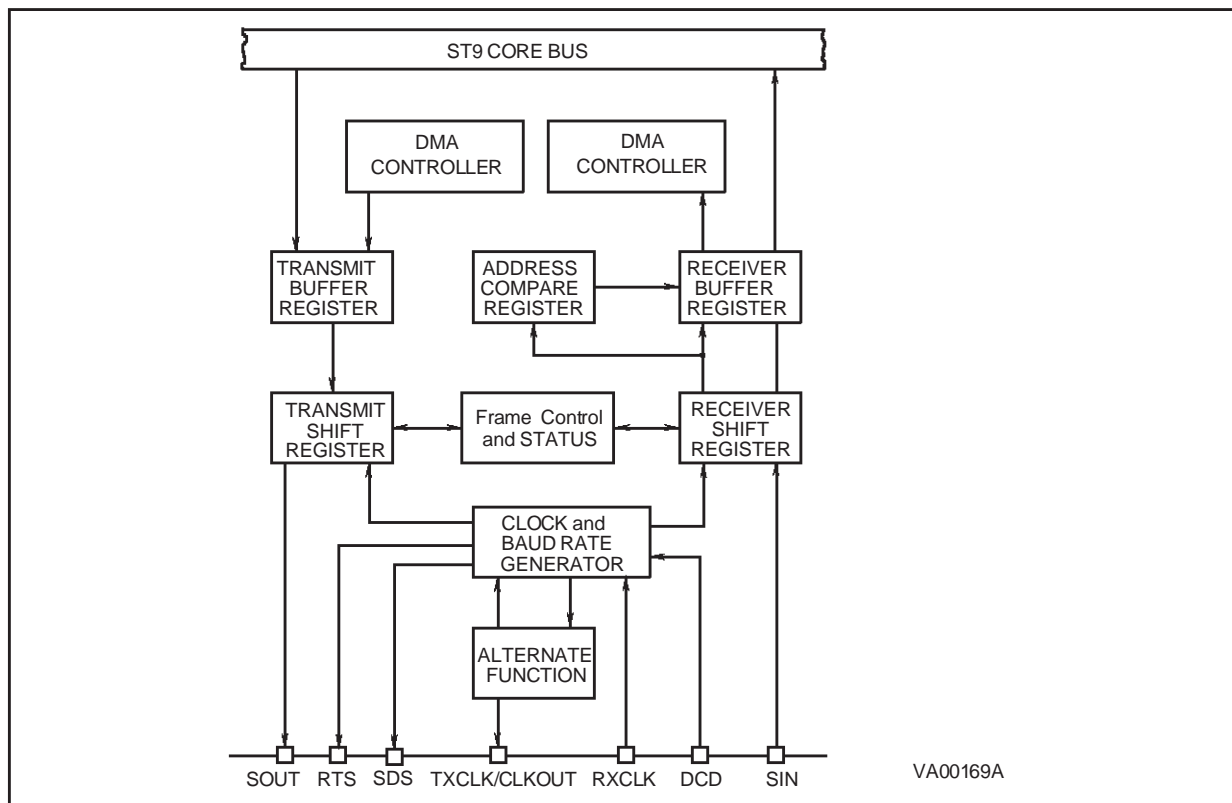 ST9 CORE BUS
DMA
CONTROLLER
DMA
CONTROLLER
TRANSMIT
BUFFER
REGISTER
ADDRESS
COMPARE
REGISTER
RECEIVER
BUFFER
REGISTER
TRANSMIT
SHIFT
REGISTER
Frame Control
and STATUS
RECEIVER
SHIFT
REGISTER
CLOCK and
BAUD RATE
GENERATOR
ALTERNATE
FUNCTION
SOUT
RTS
SDS
TXCLK/CLKOUT
RXCLK
DCD
SIN
VA00169A